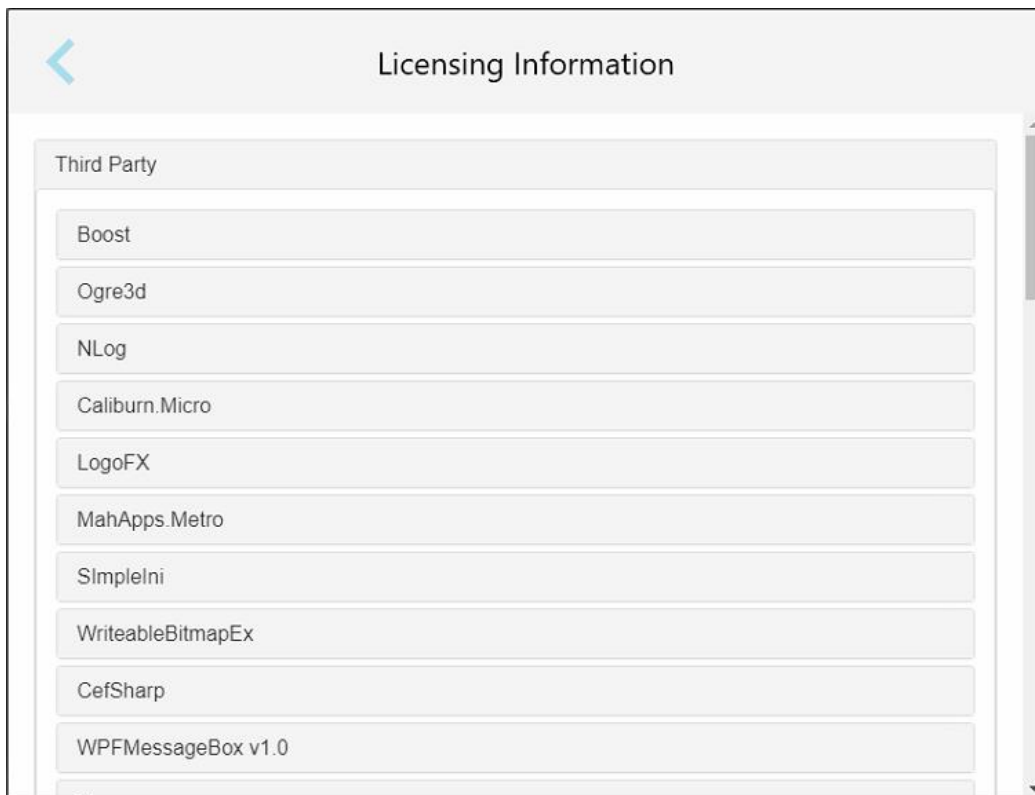 Licensing Information
Third Party
Boost
Ogre3d
NLog
Caliburn.Micro
LogoFX
MahApps.Metro
SImpleIni
WriteableBitmapEx
CefSharp
WPFMessageBox v1.0